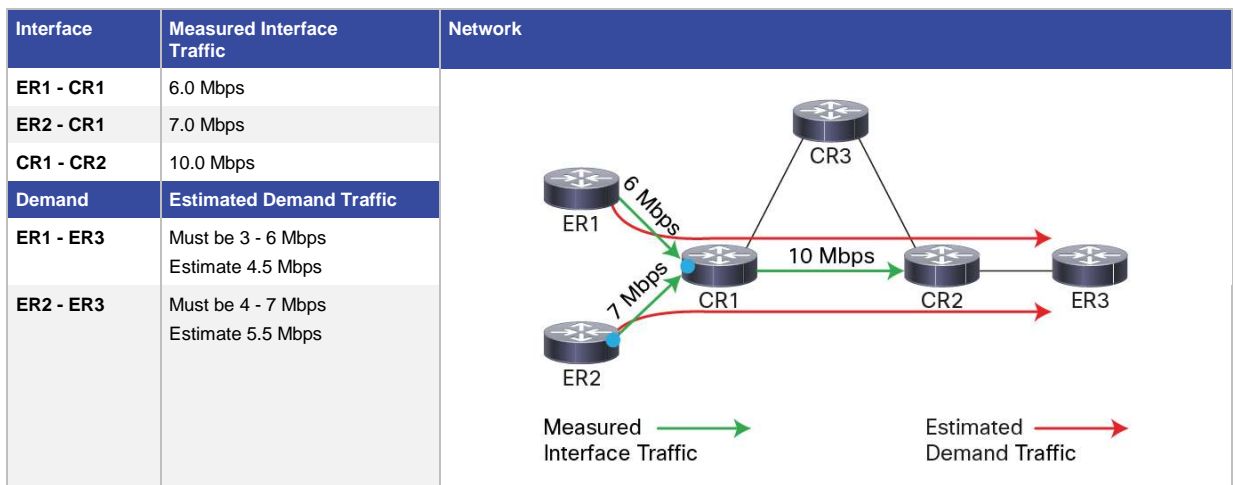 Interface
Measured Interface
Traffic
Network
ER1 - CR1
6.0 Mbps
ER2 - CR1
7.0 Mbps
CR1 - CR2
10.0 Mbps
Demand
Estimated Demand Traffic
ER1 - ER3
Must be 3 - 6 Mbps
Estimate 4.5 Mbps
ER2 - ER3
Must be 4 - 7 Mbps
Estimate 5.5 Mbps
CR3
6 Mbps
ER1
10 Mbps
7 Mbps
CR1
CR2
ER3
ER2
Measured
Interface Traffic
Estimated
Demand Traffic